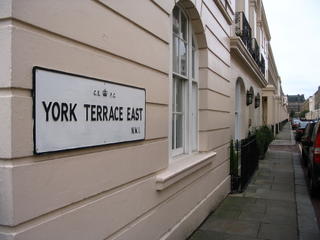 C.E. P.C.
YORK TERRACE EAST
N.W.1.